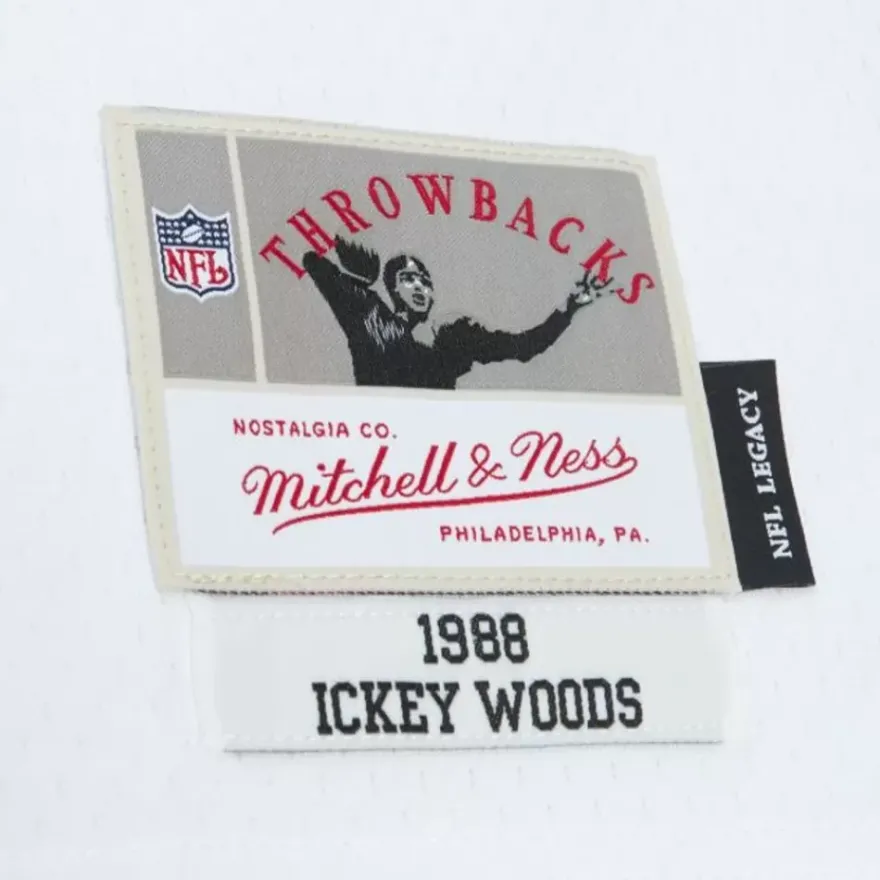 THROWBACKS
NFL
NOSTALGIA CO.
Mitchell & Ness
PHILADELPHIA, PA.
NFL LEGACY
1988
ICKEY WOODS